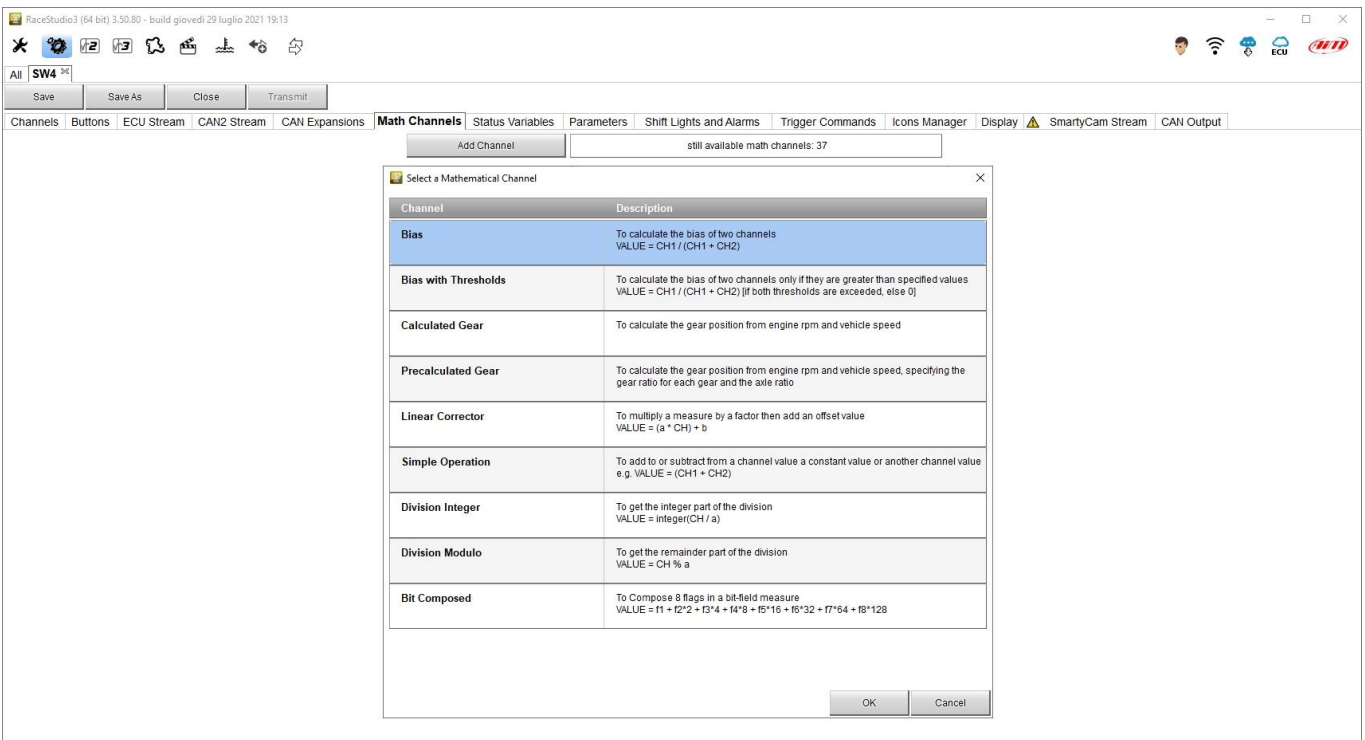 RaceStudio3 (64 bit) 3.50.80 - build giovedì 29 luglio 2021 19:13
ECU AiM
All SW4
Save Save As Close Transmit
Channels Buttons ECU Stream CAN2 Stream CAN Expansions Math Channels Status Variables Parameters Shift Lights and Alarms Trigger Commands Icons Manager Display SmartyCam Stream CAN Output
Add Channel still available math channels: 37
Select a Mathematical Channel
Channel Description
Bias To calculate the bias of two channels
VALUE = CH1 / (CH1 + CH2)
Bias with Thresholds To calculate the bias of two channels only if they are greater than specified values
VALUE = CH1 / (CH1 + CH2) [if both thresholds are exceeded, else 0]
Calculated Gear To calculate the gear position from engine rpm and vehicle speed
Precalculated Gear To calculate the gear position from engine rpm and vehicle speed, specifying the
gear ratio for each gear and the axle ratio
Linear Corrector To multiply a measure by a factor then add an offset value
VALUE = (a * CH) + b
Simple Operation To add to or subtract from a channel value a constant value or another channel value
e.g. VALUE = (CH1 + CH2)
Division Integer To get the integer part of the division
VALUE = integer(CH / a)
Division Modulo To get the remainder part of the division
VALUE = CH % a
Bit Composed To Compose 8 flags in a bit-field measure
VALUE = f1 + f2*2 + f3*4 + f4*8 + f5*16 + f6*32 + f7*64 + f8*128
OK Cancel